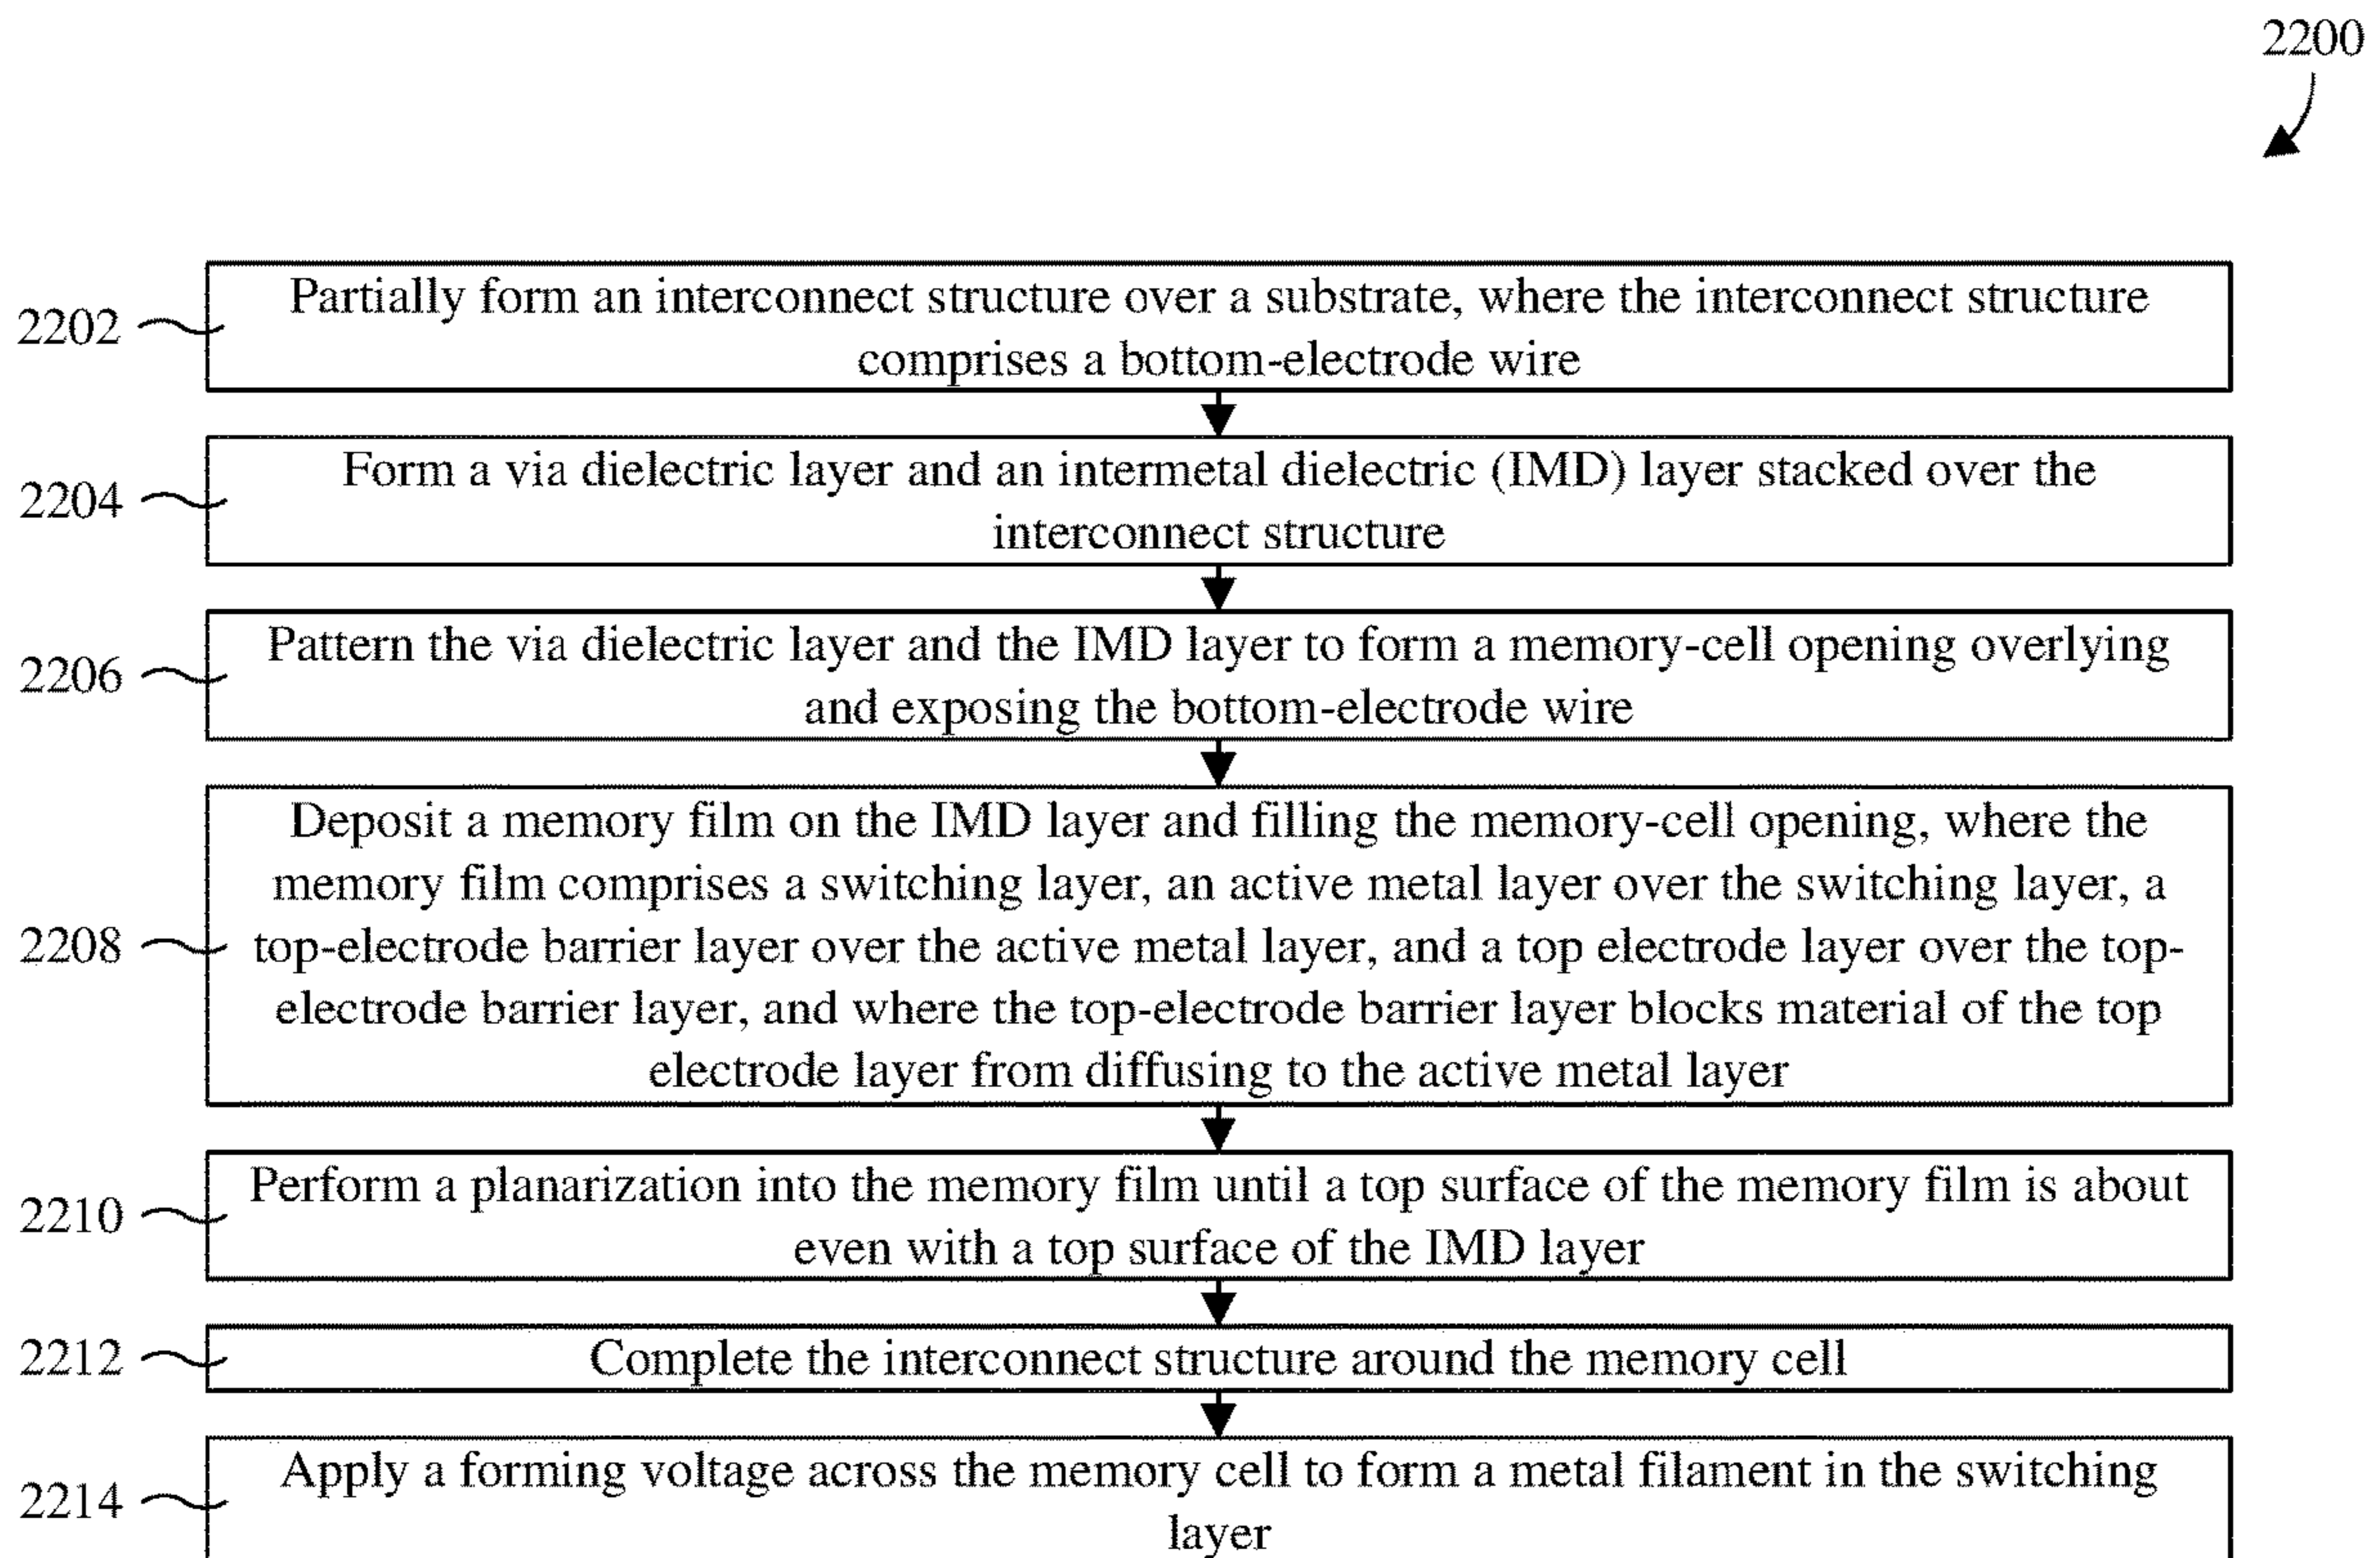 2200
2202
Partially form an interconnect structure over a substrate, where the interconnect structure
comprises a bottom-electrode wire
2204
Form a via dielectric layer and an intermetal dielectric (IMD) layer stacked over the
interconnect structure
2206
Pattern the via dielectric layer and the IMD layer to form a memory-cell opening overlying
and exposing the bottom-electrode wire
2208
Deposit a memory film on the IMD layer and filling the memory-cell opening, where the
memory film comprises a switching layer, an active metal layer over the switching layer, a
top-electrode barrier layer over the active metal layer, and a top electrode layer over the top-
electrode barrier layer, and where the top-electrode barrier layer blocks material of the top
electrode layer from diffusing to the active metal layer
2210
Perform a planarization into the memory film until a top surface of the memory film is about
even with a top surface of the IMD layer
2212
Complete the interconnect structure around the memory cell
2214
Apply a forming voltage across the memory cell to form a metal filament in the switching
layer